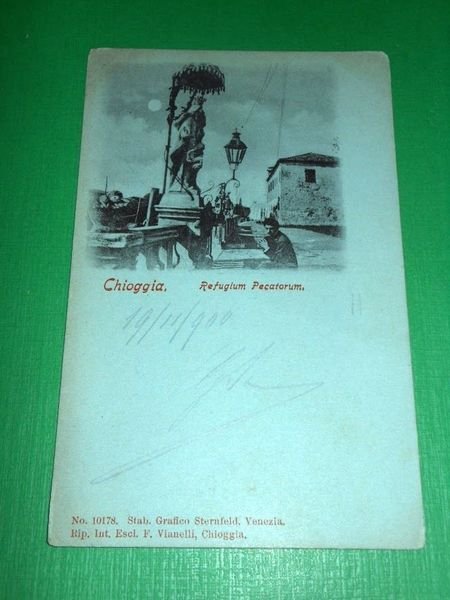 Chioggia. Refugium Pecatorum.
19/11/900
No. 10178. Stab. Grafico Sternfeld. Venezia.
Rip. Int. Escl. F. Vianelli, Chioggia.